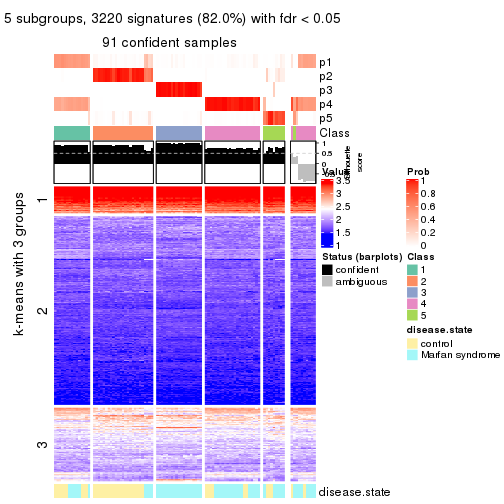 5 subgroups, 3220 signatures (82.0%) with fdr < 0.05
91 confident samples
p1
p2
p3
p4
p5
Class
1
0.5
0
silhouette
score
k-means with 3 groups
1
2
3
Value
3.5
3
2.5
2
1.5
1
Prob
1
0.8
0.6
0.4
0.2
0
Status (barplots)
confident
ambiguous
Class
1
2
3
4
5
disease.state
control
Marfan syndrome
disease.state